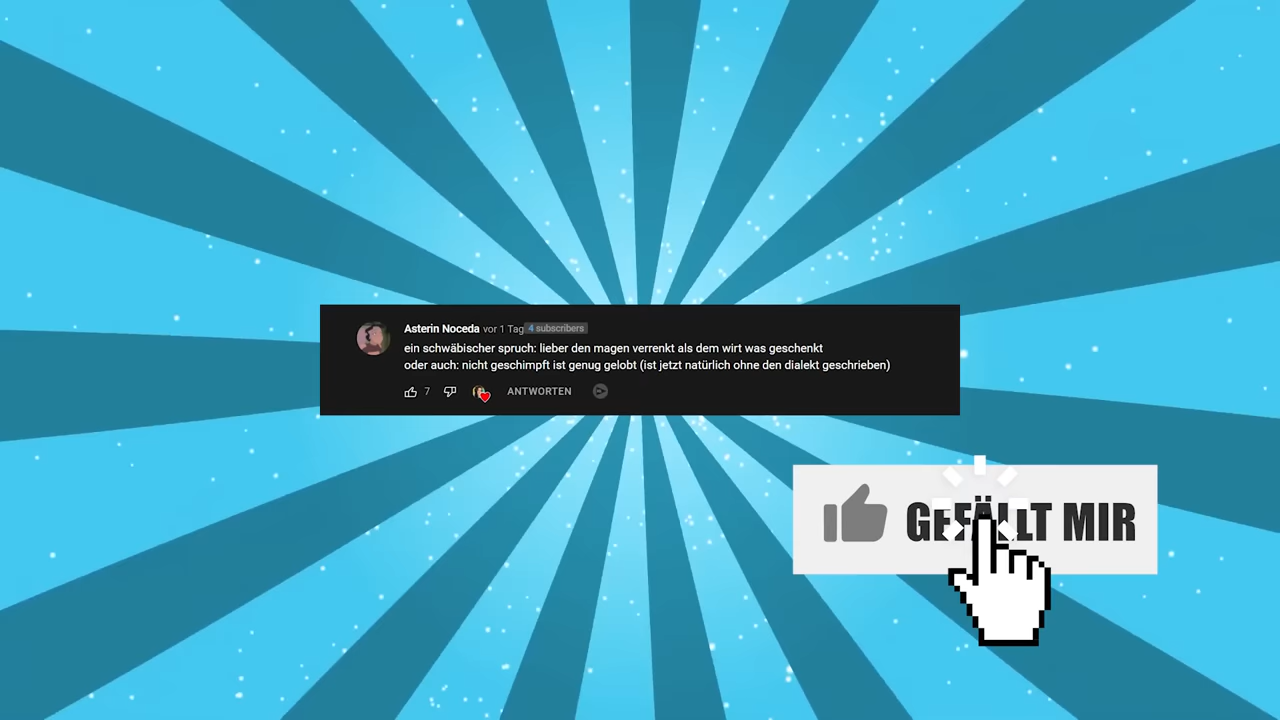 Asterin Noceda vor 1 Tag 4 subscribers
ein schwäbischer spruch: lieber den magen verrenkt als dem wirt was geschenkt
oder auch: nicht geschimpft ist genug gelobt (ist jetzt natürlich ohne den dialekt geschrieben)
7 ANTWORTEN
GEFÄLLT MIR